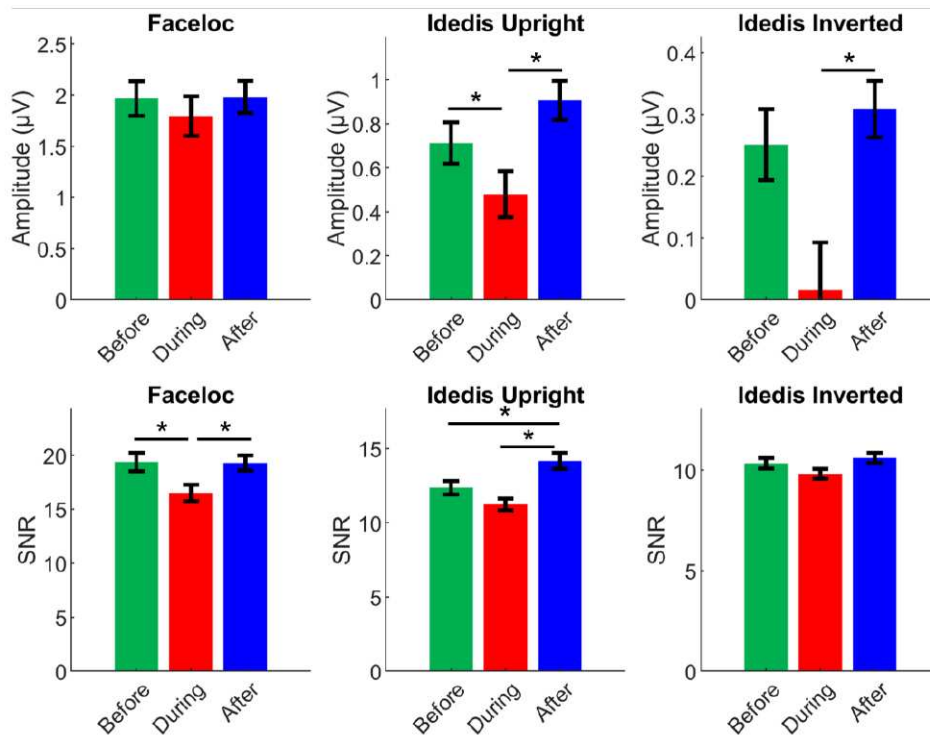 Faceloc
Idedis Upright
Idedis Inverted
Amplitude (µV)
2.5
2
1.5
1
0.5
0
Before
During
After
Amplitude (µV)
1
0.8
0.6
0.4
0.2
0
*
*
Before
During
After
Amplitude (µV)
0.4
0.3
0.2
0.1
0
*
Before
During
After
Faceloc
Idedis Upright
Idedis Inverted
SNR
20
15
10
5
0
*
*
Before
During
After
SNR
15
10
5
0
*
*
Before
During
After
SNR
10
5
0
Before
During
After